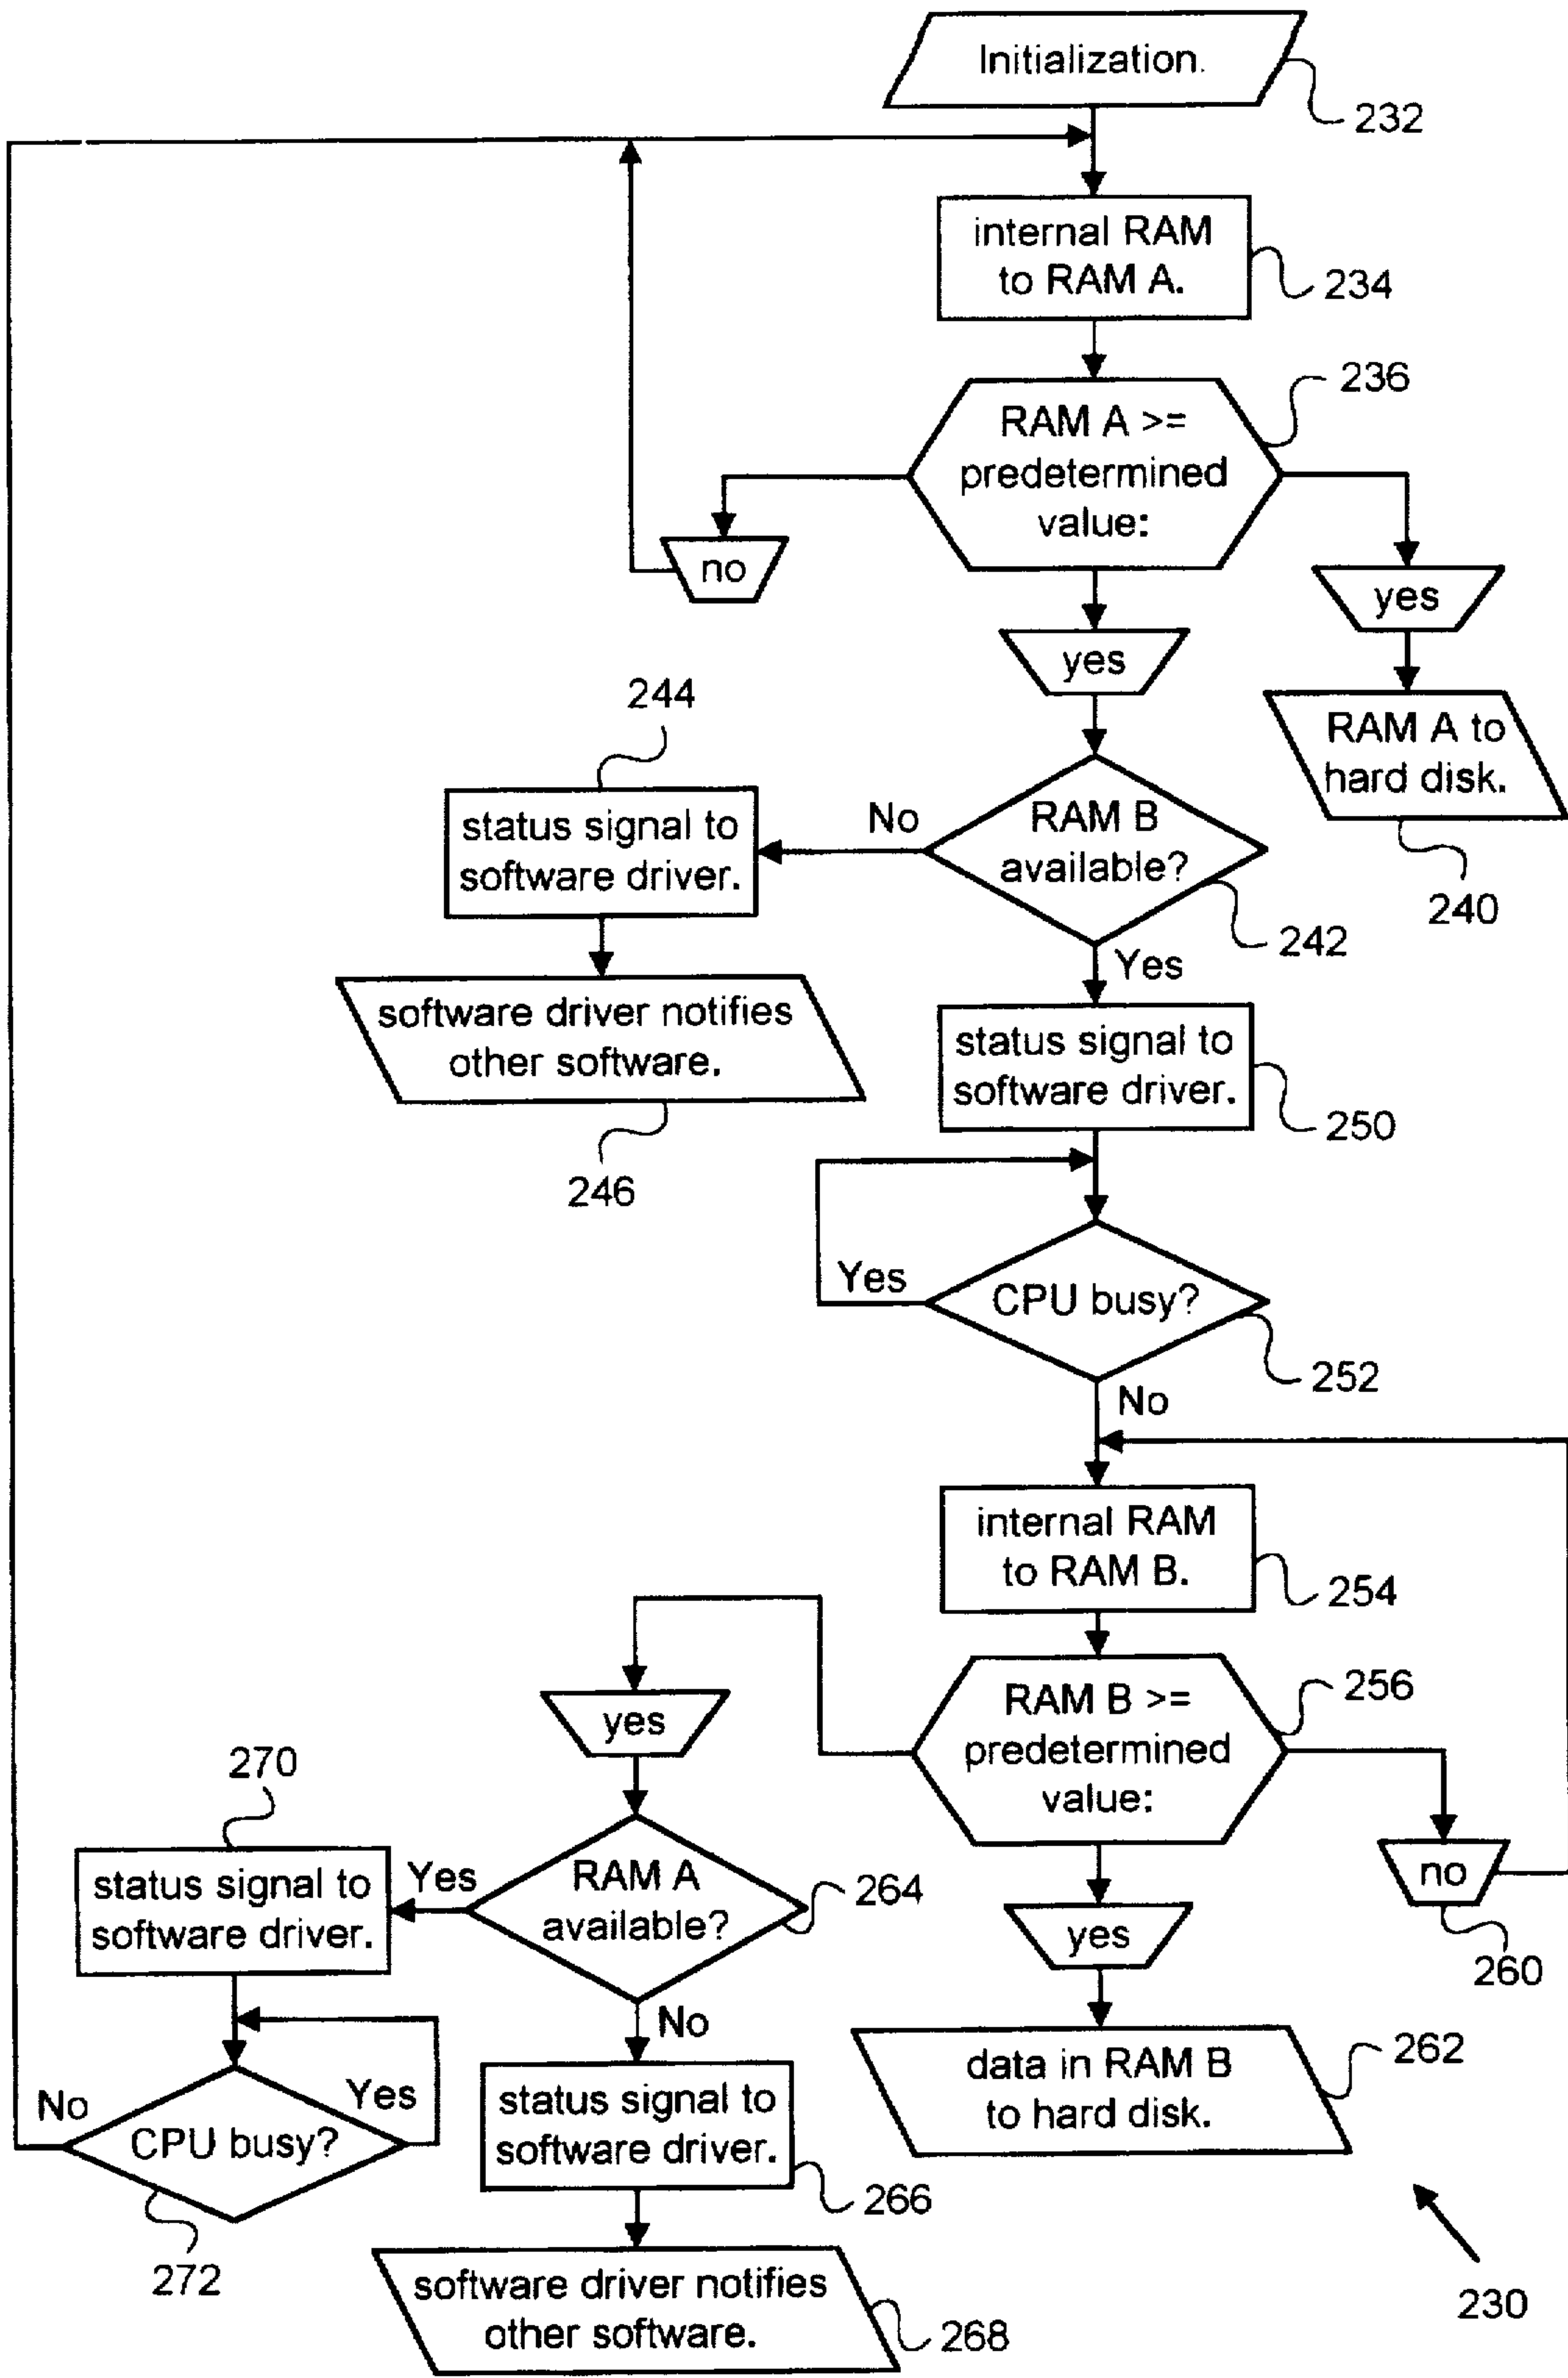 Initialization.
232
internal RAM
to RAM A.
234
RAM A >=
predetermined
value:
236
no
yes
yes
RAM A to
hard disk.
240
244
status signal to
software driver.
No
RAM B
available?
242
Yes
software driver notifies
other software.
246
status signal to
software driver.
250
Yes
CPU busy?
252
No
internal RAM
to RAM B.
254
RAM B >=
predetermined
value:
256
yes
no
260
yes
data in RAM B
to hard disk.
262
RAM A
available?
264
Yes
270
status signal to
software driver.
No
No
CPU busy?
Yes
272
status signal to
software driver.
266
software driver notifies
other software.
268
230